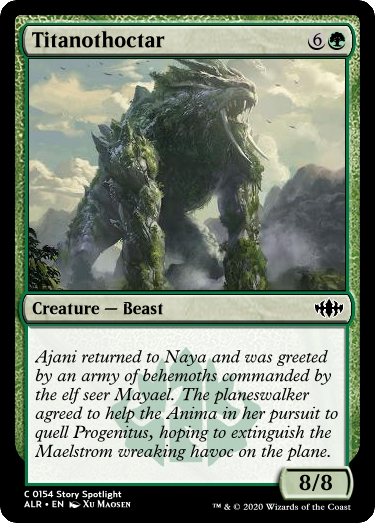 Titanothoctar 6
Creature — Beast
Ajani returned to Naya and was greeted
by an army of behemoths commanded by
the elf seer Mayael. The planeswalker
agreed to help the Anima in her pursuit to
quell Progenitus, hoping to extinguish the
Maelstrom wreaking havoc on the plane.
8/8
C 0154 Story Spotlight
ALR • EN Xu Maosen
™ & © 2020 Wizards of the Coast